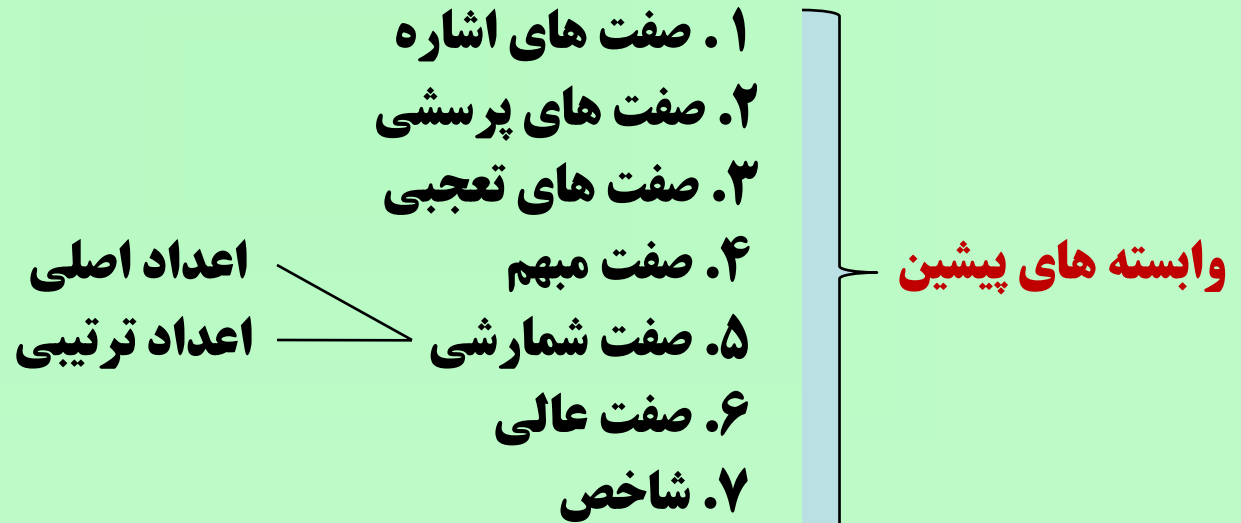 وابسته های پیشین
۱. صفت های اشاره
۲. صفت های پرسشی
۳. صفت های تعجبی
۴. صفت مبهم
۵. صفت شمارشی
اعداد اصلی
اعداد ترتیبی
۶. صفت عالی
۷. شاخص